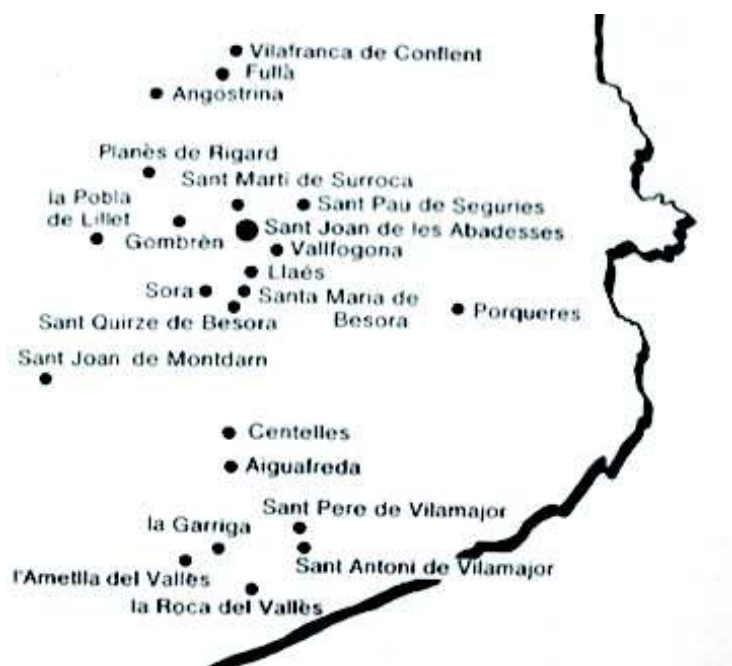 Vilafranca de Conflent
Fullà
Angostrina
Planès de Rigard
Sant Martí de Surroca
la Pobla
de Lillet
Sant Pau de Seguries
Gombrèn
Sant Joan de les Abadesses
Vallfogona
Llaés
Sora
Santa Maria de
Besora
Sant Quirze de Besora
Porqueres
Sant Joan de Montdarn
Centelles
Aiguafreda
Sant Pere de Vilamajor
la Garriga
Sant Antoni de Vilamajor
l'Ametlla del Vallès
la Roca del Vallès